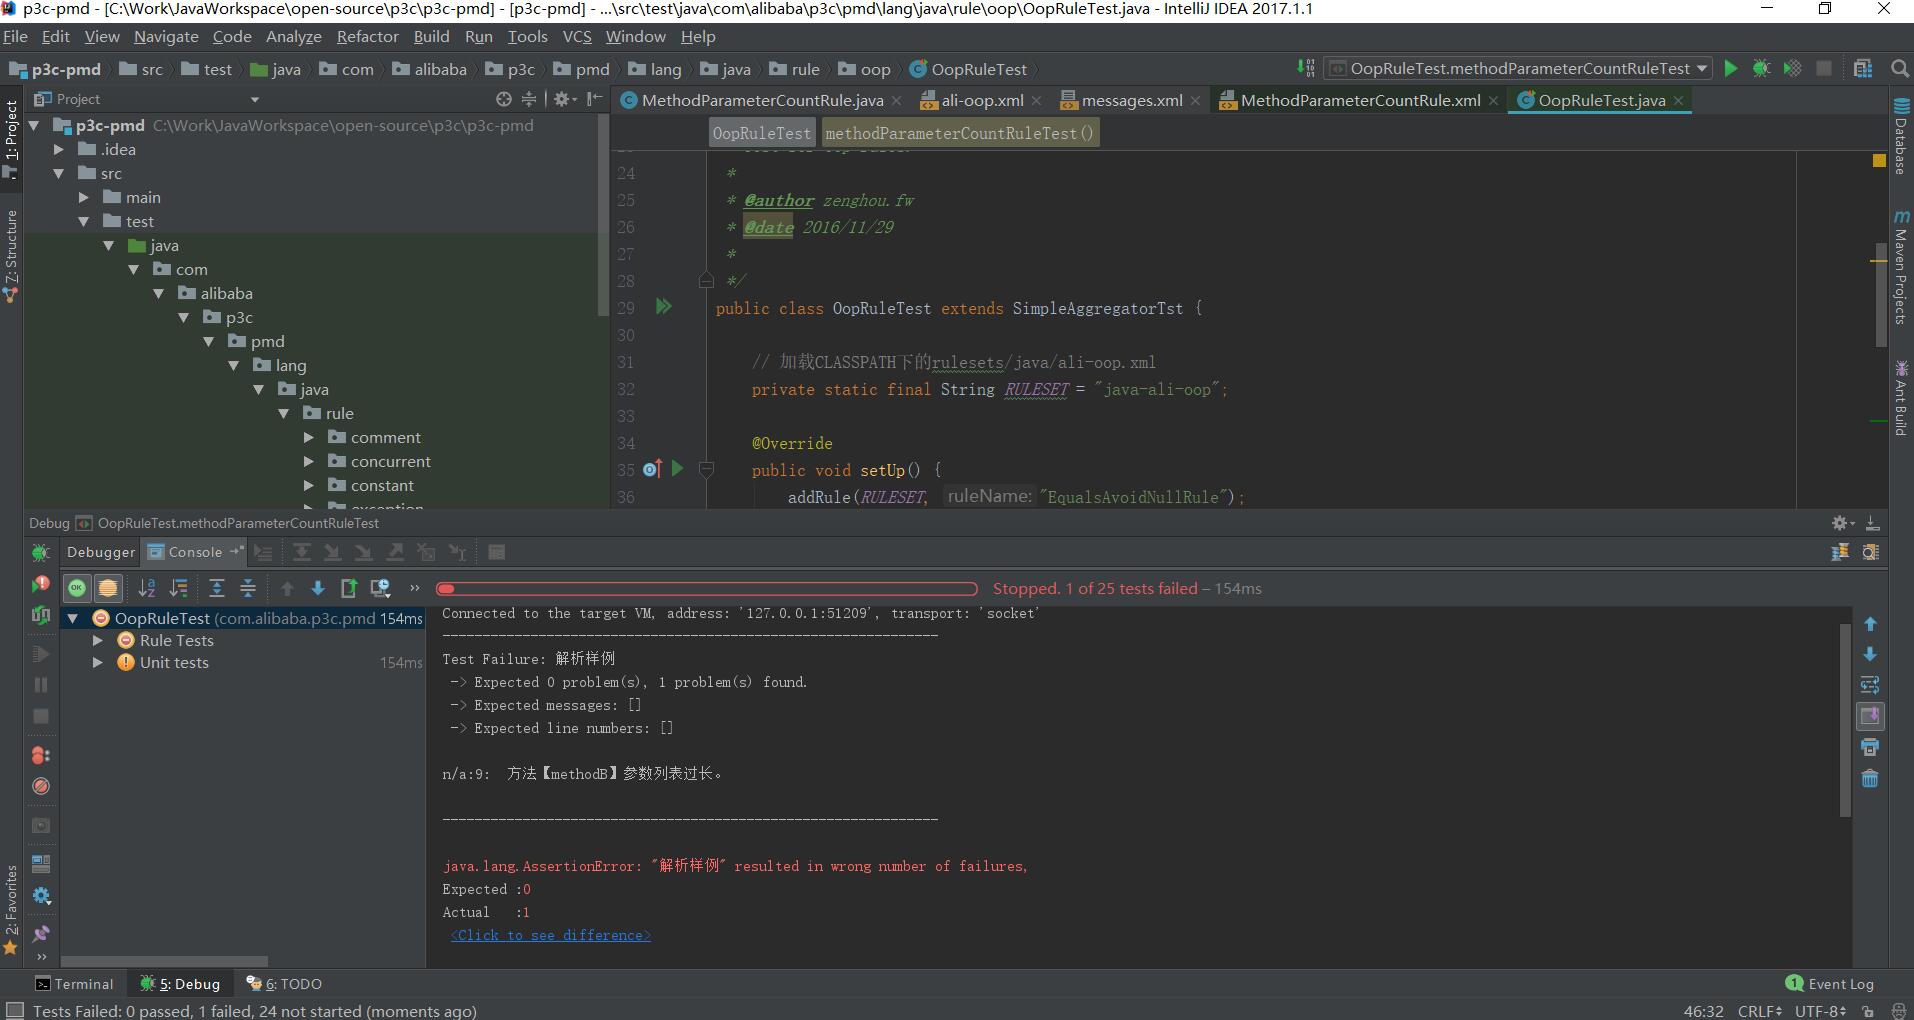 p3c-pmd - [C:\Work\JavaWorkspace\open-source\p3c\p3c-pmd] - [p3c-pmd] - ...\src\test\java\com\alibaba\p3c\pmd\lang\java\rule\oop\OopRuleTest.java - IntelliJ IDEA 2017.1.1
File Edit View Navigate Code Analyze Refactor Build Run Tools VCS Window Help
p3c-pmd src test java com alibaba p3c pmd lang java rule oop OopRuleTest
OopRuleTest.methodParameterCountRuleTest
Project
MethodParameterCountRule.java ali-oop.xml messages.xml MethodParameterCountRule.xml OopRuleTest.java
1: Project
Z: Structure
2: Favorites
p3c-pmd C:\Work\JavaWorkspace\open-source\p3c\p3c-pmd
.idea
src
main
test
java
com
alibaba
p3c
pmd
lang
java
rule
comment
concurrent
constant
exception
OopRuleTest methodParameterCountRuleTest()
24 *
25 * @author zenghou.fw
26 * @date 2016/11/29
27 *
28 */
29 public class OopRuleTest extends SimpleAggregatorTst {
30
31 // 加载CLASSPATH下的rulesets/java/ali-oop.xml
32 private static final String RULESET = "java-ali-oop";
33
34 @Override
35 public void setUp() {
36 addRule(RULESET, ruleName: "EqualsAvoidNullRule");
Database
m Maven Projects
Ant Build
Debug OopRuleTest.methodParameterCountRuleTest
Debugger Console
OK
Stopped. 1 of 25 tests failed – 154ms
OopRuleTest (com.alibaba.p3c.pmd 154ms
Rule Tests
Unit tests 154ms
Connected to the target VM, address: '127.0.0.1:51209', transport: 'socket'
--------------------------------------------------------------
Test Failure: 解析样例
-> Expected 0 problem(s), 1 problem(s) found.
-> Expected messages: []
-> Expected line numbers: []
n/a:9: 方法【methodB】参数列表过长。
--------------------------------------------------------------
java.lang.AssertionError: "解析样例" resulted in wrong number of failures,
Expected :0
Actual :1
<Click to see difference>
Terminal 5: Debug 6: TODO
1 Event Log
Tests Failed: 0 passed, 1 failed, 24 not started (moments ago)
46:32 CRLF UTF-8